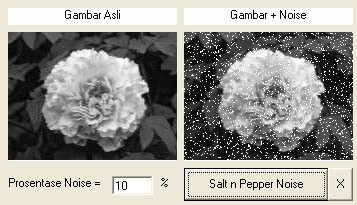 Gambar Asli
Gambar + Noise
Prosentase Noise = 10 %
Salt n Pepper Noise
X